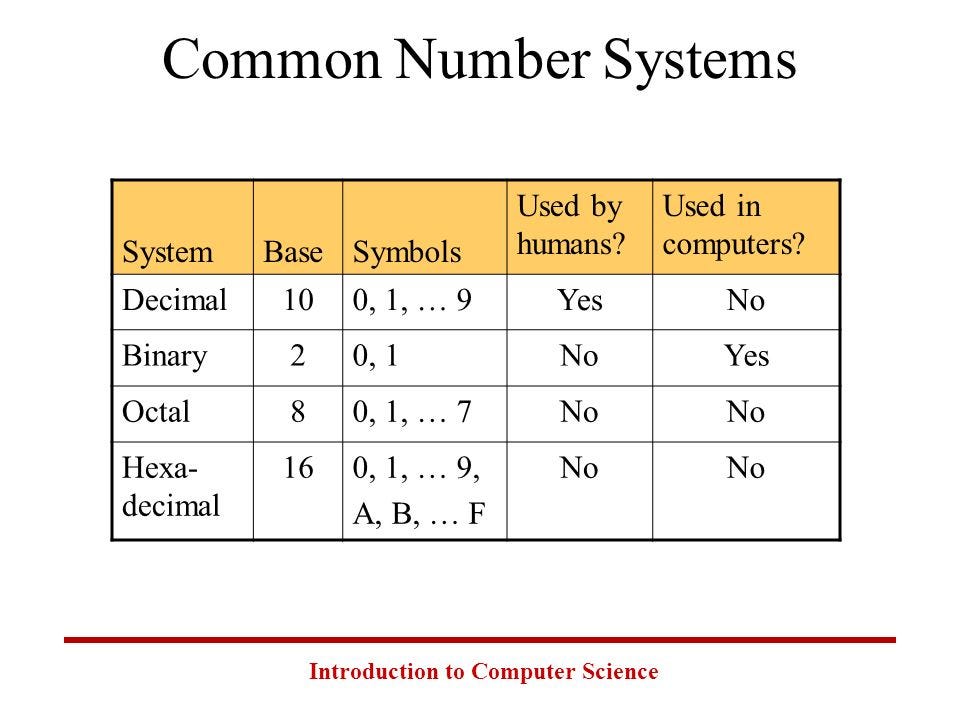 Common Number Systems
System Base Symbols Used by humans? Used in computers?
Decimal 10 0, 1, … 9 Yes No
Binary 2 0, 1 No Yes
Octal 8 0, 1, … 7 No No
Hexa-decimal 16 0, 1, … 9, A, B, … F No No
Introduction to Computer Science